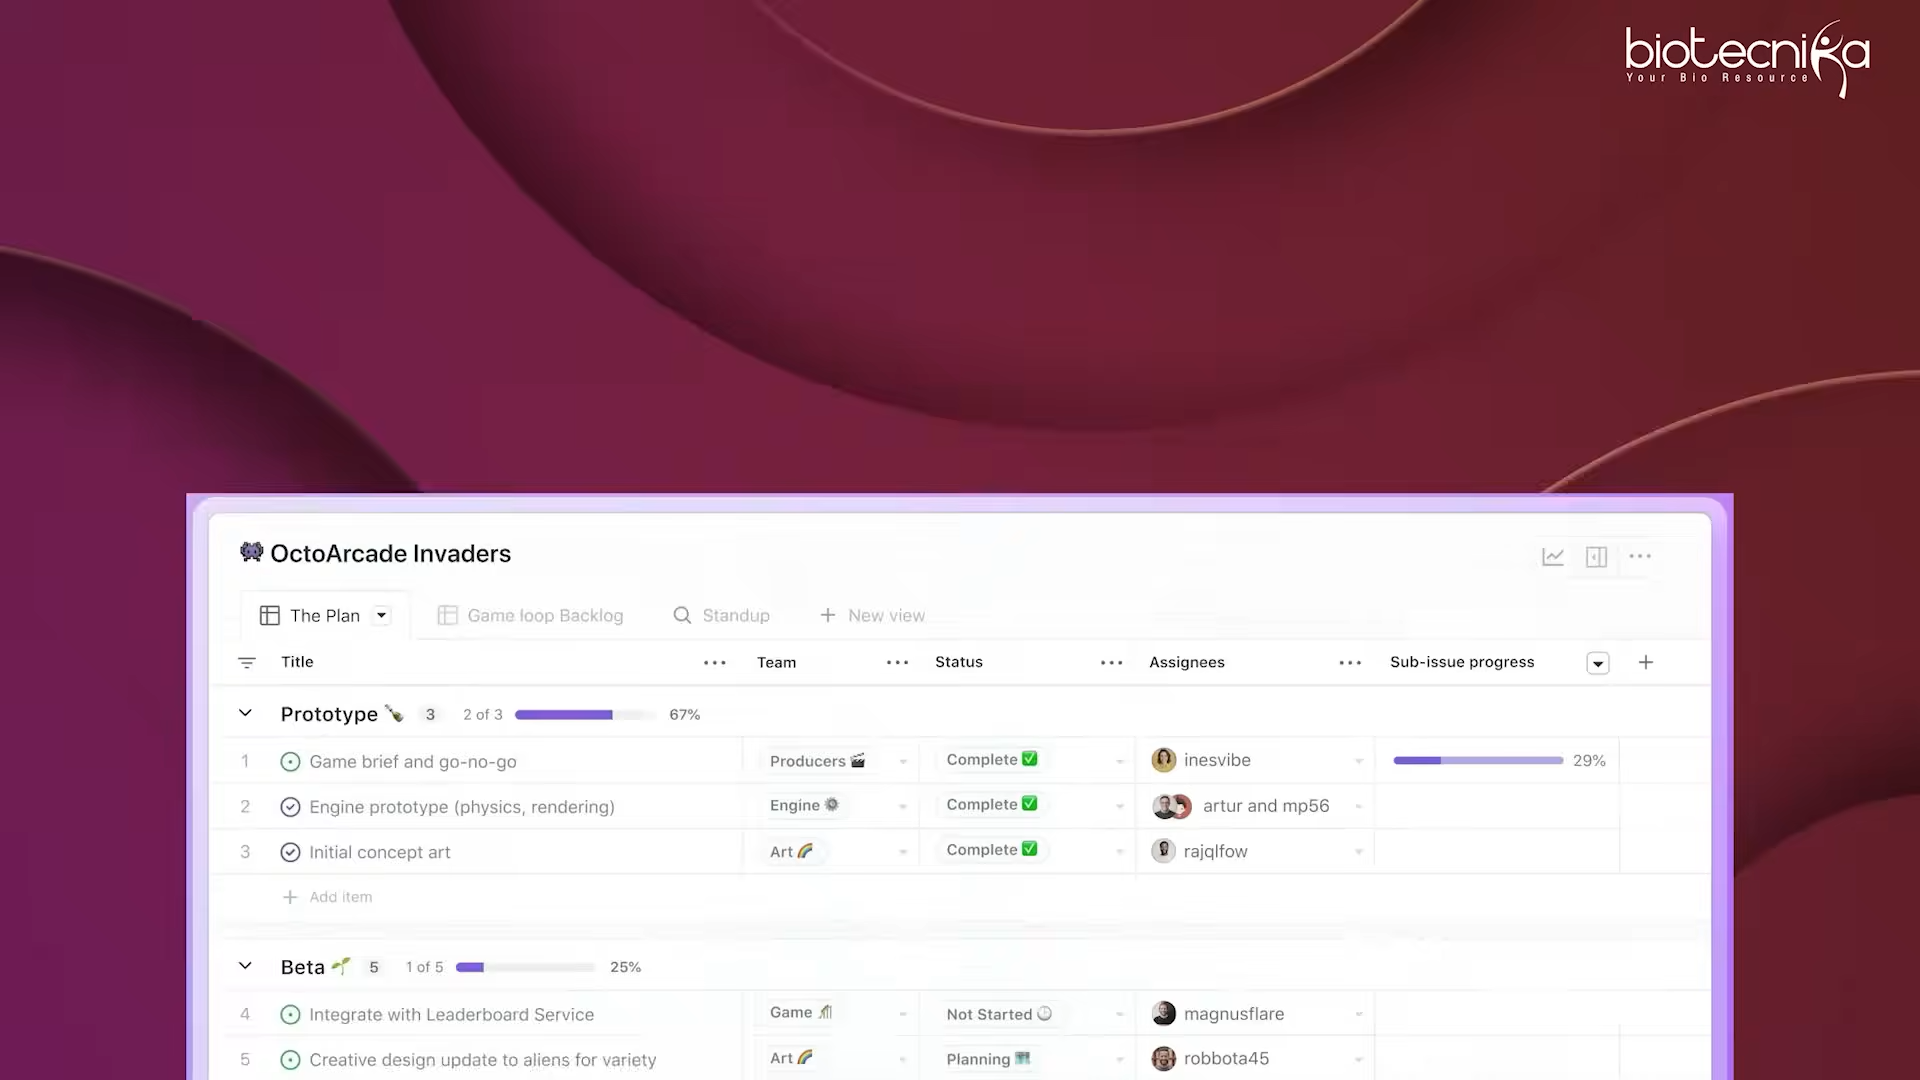 biotecnika
Your Bio Resource
OctoArcade Invaders
The Plan Game loop Backlog Standup New view
Title Team Status Assignees Sub-issue progress
Prototype 3 2 of 3 67%
1 Game brief and go-no-go Producers Complete inesvibe 29%
2 Engine prototype (physics, rendering) Engine Complete artur and mp56
3 Initial concept art Art Complete rajqlfow
Add item
Beta 5 1 of 5 25%
4 Integrate with Leaderboard Service Game Not Started magnusflare
5 Creative design update to aliens for variety Art Planning robbota45